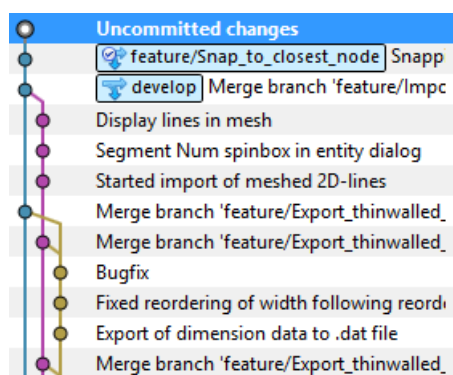 Uncommitted changes
feature/Snap_to_closest_node Snapp
develop Merge branch 'feature/Impo
Display lines in mesh
Segment Num spinbox in entity dialog
Started import of meshed 2D-lines
Merge branch 'feature/Export_thinwalled_
Merge branch 'feature/Export_thinwalled_
Bugfix
Fixed reordering of width following reord
Export of dimension data to .dat file
Merge branch 'feature/Export_thinwalled_